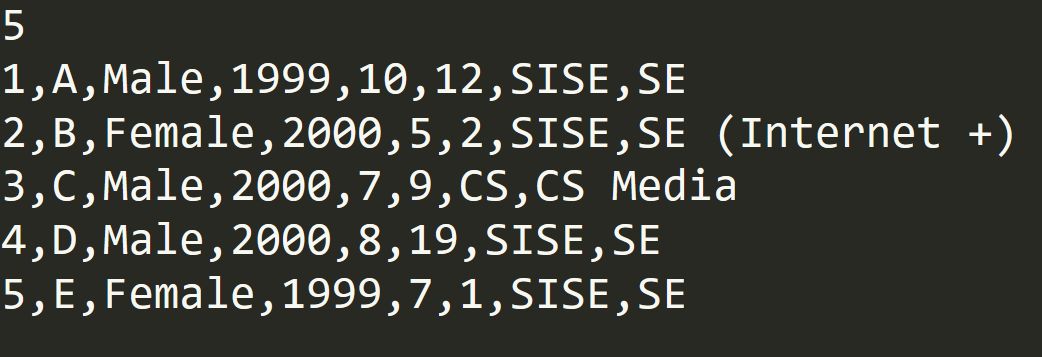 5
1,A,Male,1999,10,12,SISE,SE
2,B,Female,2000,5,2,SISE,SE (Internet +)
3,C,Male,2000,7,9,CS,CS Media
4,D,Male,2000,8,19,SISE,SE
5,E,Female,1999,7,1,SISE,SE